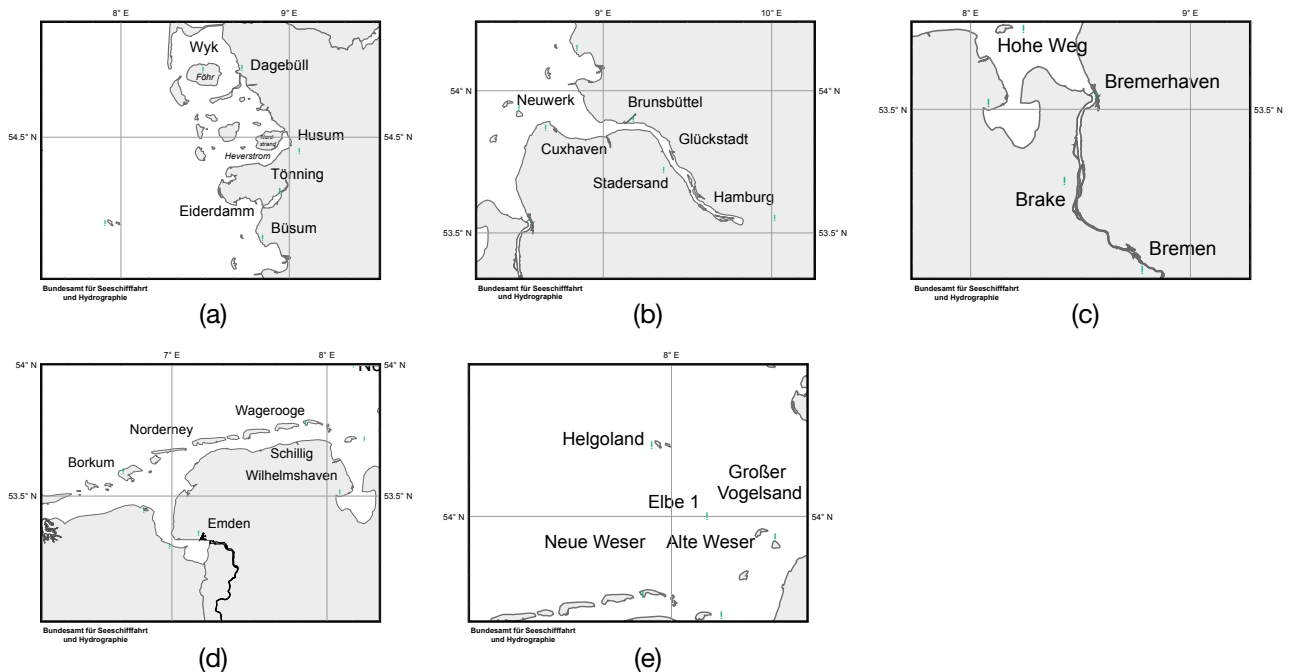 8° E 9° E
Wyk
Föhr
Dagebüll
54.5° N
Husum
Nord
strand
Heverstrom
Tönning
Eiderdamm
Büsum
Bundesamt für Seeschifffahrt
und Hydrographie
(a)
9° E 10° E
54° N
Neuwerk
Brunsbüttel
Glückstadt
Cuxhaven
Stadersand
Hamburg
53.5° N 53.5° N
Bundesamt für Seeschifffahrt
und Hydrographie
(b)
8° E 9° E
Hohe Weg
Bremerhaven
53.5° N 53.5° N
Brake
Bremen
Bundesamt für Seeschifffahrt
und Hydrographie
(c)
7° E 8° E
54° N 54° N
Wagerooge
Norderney
Schillig
Borkum
Wilhelmshaven
53.5° N 53.5° N
Emden
Bundesamt für Seeschifffahrt
und Hydrographie
(d)
8° E
Helgoland
Großer
Vogelsand
Elbe 1
54° N
Neue Weser Alte Weser
Bundesamt für Seeschifffahrt
und Hydrographie
(e)